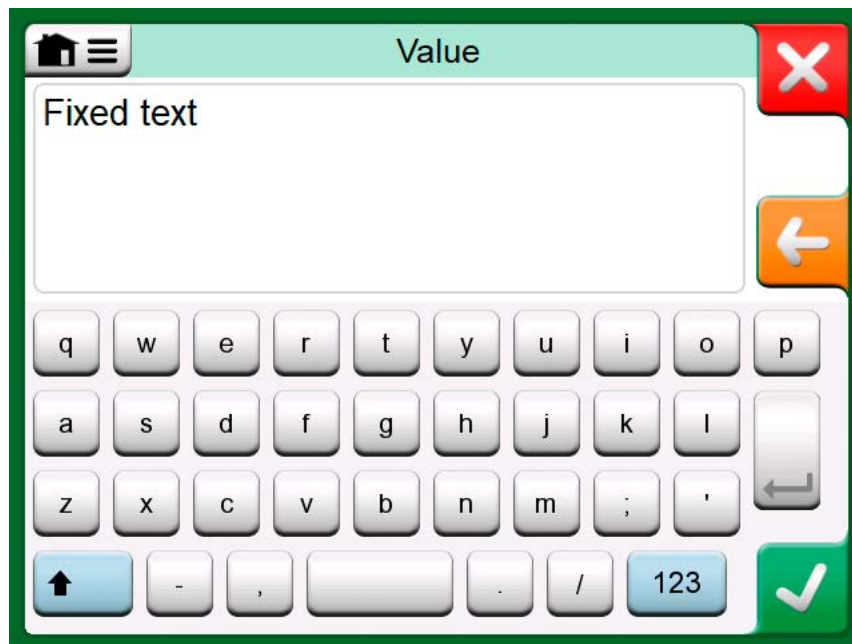 Value
Fixed text
q w e r t y u i o p
a s d f g h j k l
z x c v b n m ; '
- , . / 123